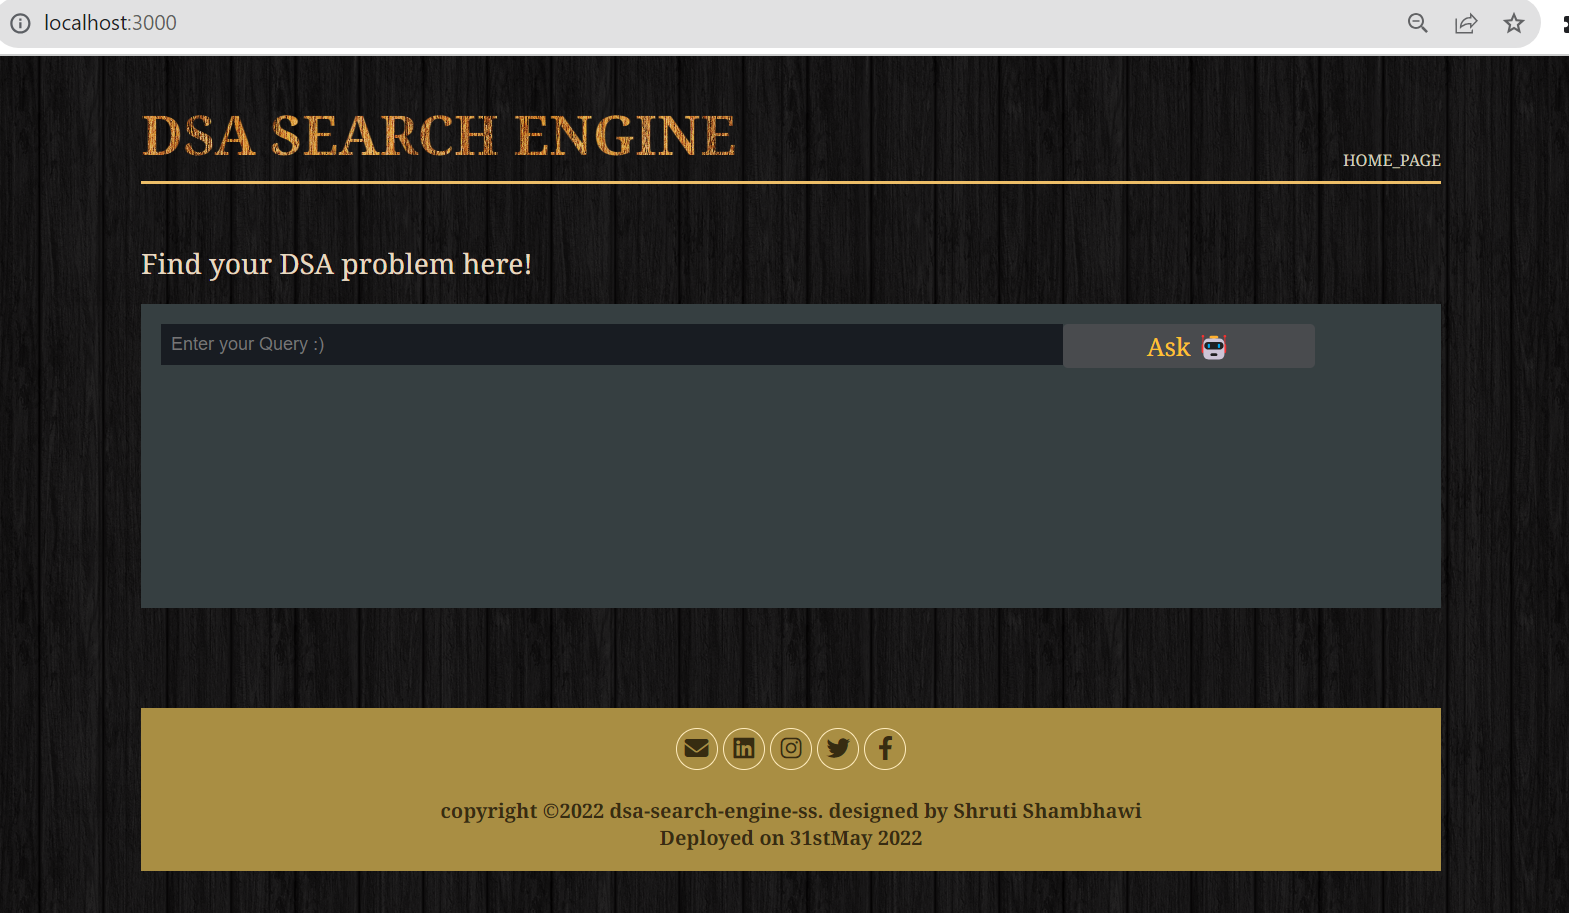 localhost:3000
DSA SEARCH ENGINE
HOME_PAGE
Find your DSA problem here!
Enter your Query :)
Ask
copyright ©2022 dsa-search-engine-ss. designed by Shruti Shambhawi
Deployed on 31stMay 2022